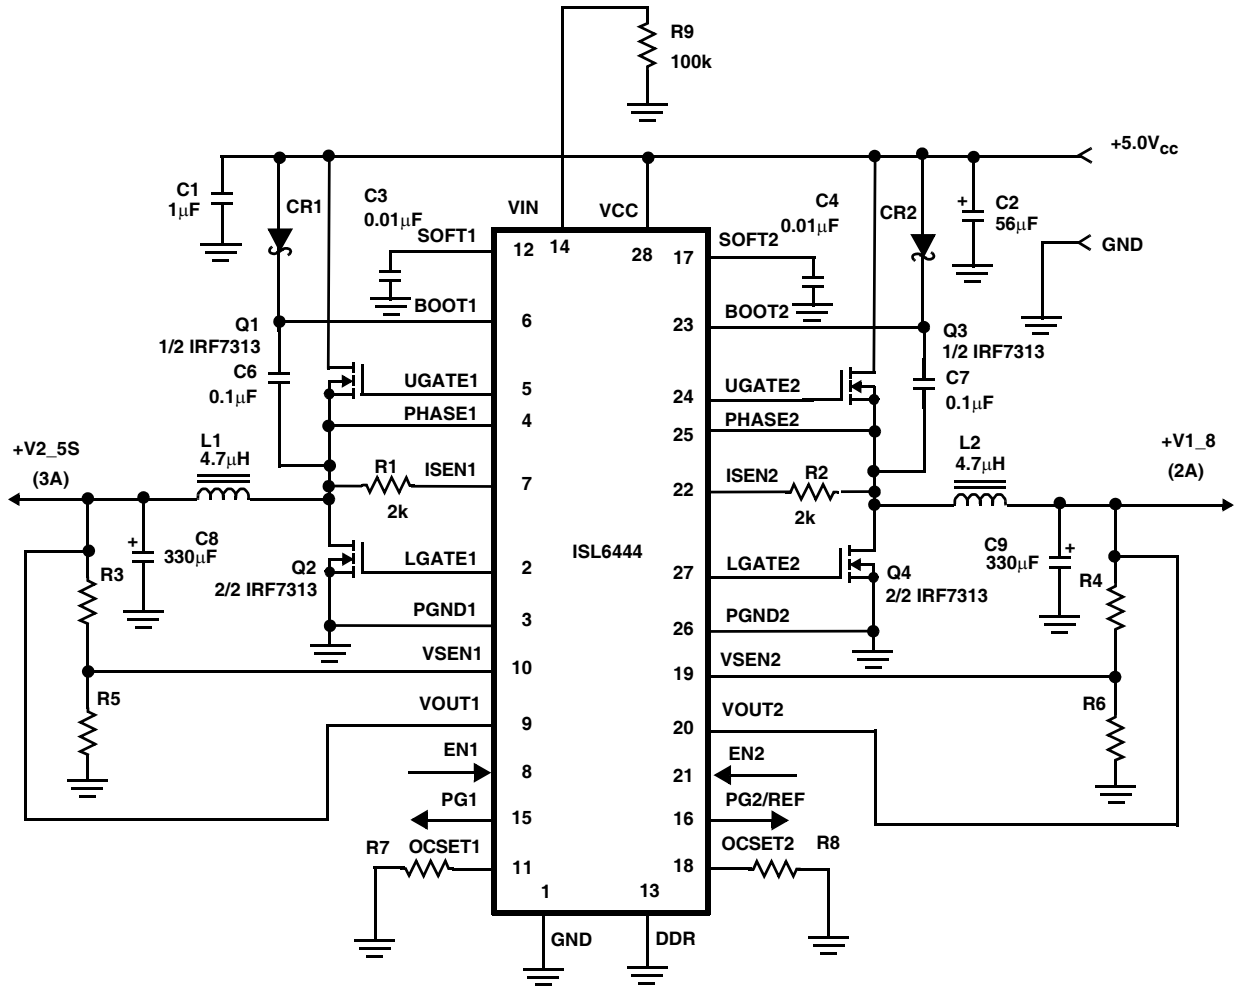 R9
100k
+5.0Vcc
C1
1μF
CR1
C3
0.01μF
VIN
VCC
C4
0.01μF
CR2
+
C2
56μF
GND
SOFT1
12
14
28
17
SOFT2
BOOT1
6
23
BOOT2
Q1
1/2 IRF7313
C6
0.1μF
Q3
1/2 IRF7313
C7
0.1μF
UGATE1
5
24
UGATE2
PHASE1
4
25
PHASE2
+V2_5S
(3A)
L1
4.7μH
R1
2k
ISEN1
7
22
ISEN2
R2
2k
L2
4.7μH
+V1_8
(2A)
+
C8
330μF
ISL6444
C9
330μF
+
R3
Q2
2/2 IRF7313
LGATE1
2
27
LGATE2
Q4
2/2 IRF7313
R4
PGND1
3
26
PGND2
VSEN1
10
19
VSEN2
R5
R6
VOUT1
9
20
VOUT2
EN1
8
21
EN2
PG1
15
16
PG2/REF
R7
OCSET1
11
18
OCSET2
R8
1
13
GND
DDR